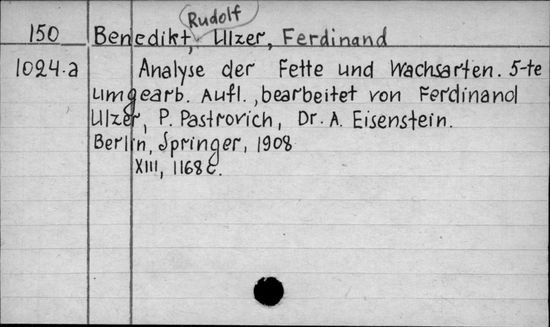 Rudolf
150 Benedikt, Ulzer, Ferdinand
1024.a Analyse der Fette und Wachsarten. 5-te
umgearb. Aufl., bearbeitet von Ferdinand
Ulzer, P. Pastrovich, Dr. A. Eisenstein.
Berlin, Springer, 1908
XIII, 1168 c.